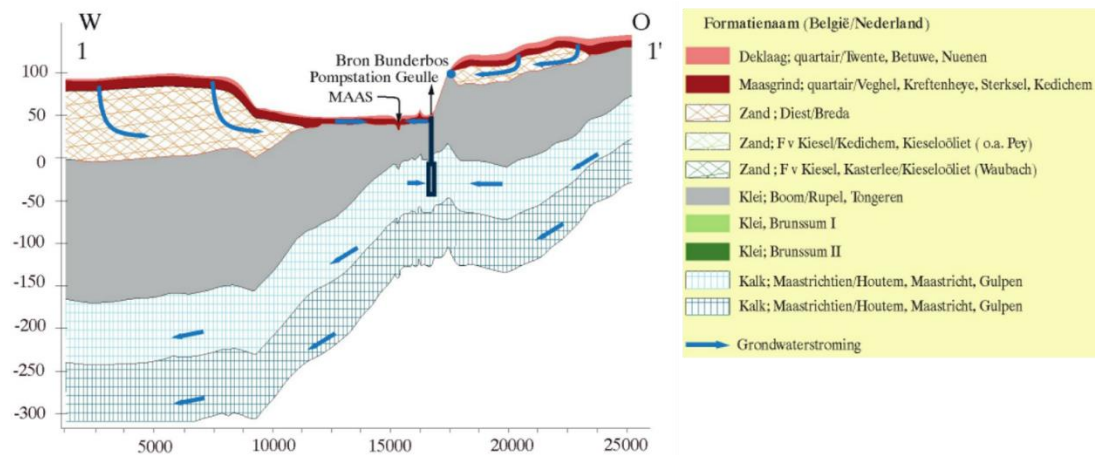 W
1
O
1'
Bron Bunderbos
Pompstation Geulle
MAAS
100
50
0
-50
-100
-150
-200
-250
-300
5000
10000
15000
20000
25000
Formatienaam (België/Nederland)
Deklaag; quartair/Twente, Betuwe, Nuenen
Maasgrind; quartair/Veghel, Kreftenheye, Sterksel, Kedichem
Zand ; Diest/Breda
Zand; F v Kiesel/Kedichem, Kieseloöliet ( o.a. Pey)
Zand ; F v Kiesel, Kasterlee/Kieseloöliet (Waubach)
Klei; Boom/Rupel, Tongeren
Klei, Brunssum I
Klei; Brunssum II
Kalk; Maastrichtien/Houtem, Maastricht, Gulpen
Kalk; Maastrichtien/Houtem, Maastricht, Gulpen
Grondwaterstroming